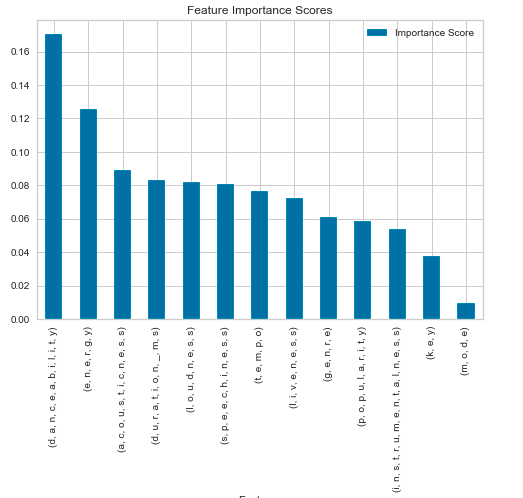 Feature Importance Scores
Importance Score
0.16
0.14
0.12
0.10
0.08
0.06
0.04
0.02
0.00
(d, a, n, c, e, a, b, i, l, i, t, y)
(e, n, e, r, g, y)
(a, c, o, u, s, t, i, c, n, e, s, s)
(d, u, r, a, t, i, o, n, _, m, s)
(l, o, u, d, n, e, s, s)
(s, p, e, e, c, h, i, n, e, s, s)
(t, e, m, p, o)
(l, i, v, e, n, e, s, s)
(g, e, n, r, e)
(p, o, p, u, l, a, r, i, t, y)
(i, n, s, t, r, u, m, e, n, t, a, l, n, e, s, s)
(k, e, y)
(m, o, d, e)